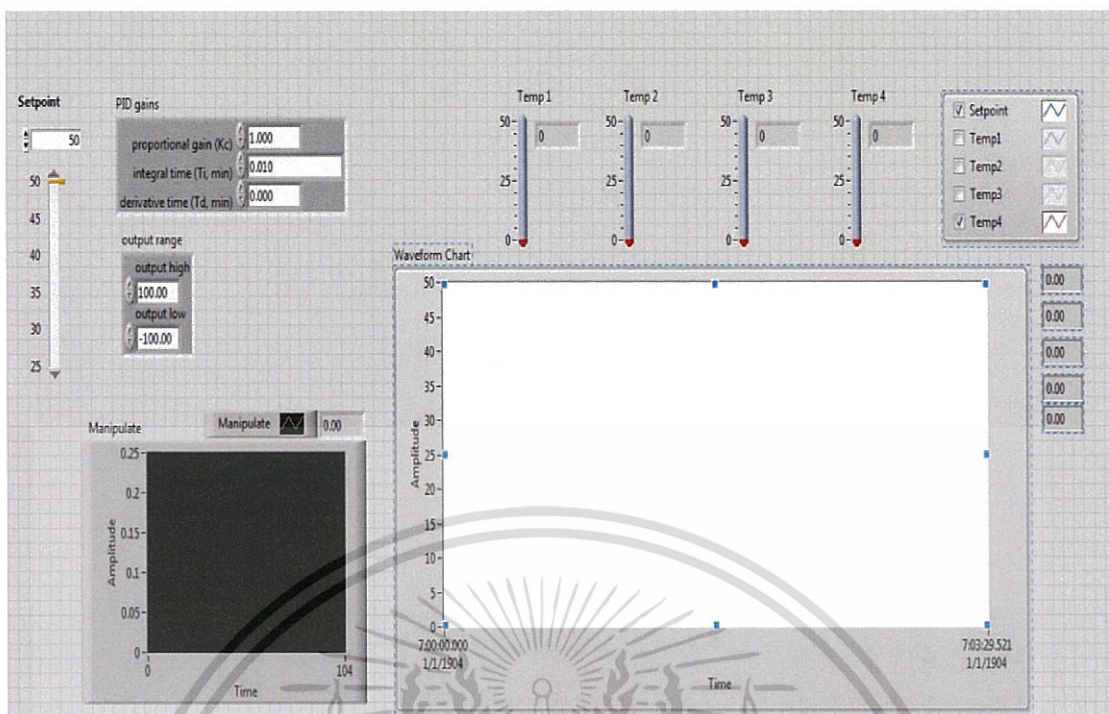 Setpoint
50
50
45
40
35
30
25
PID gains
proportional gain (Kc) 1.000
integral time (Ti, min) 0.010
derivative time (Td, min) 0.000
output range
output high
100.00
output low
-100.00
Temp 1
50
25
0
0
Temp 2
50
25
0
0
Temp 3
50
25
0
0
Temp 4
50
25
0
0
Setpoint
Temp1
Temp2
Temp3
Temp4
Waveform Chart
50
45
40
35
30
25
20
15
10
5
0
Amplitude
7:00:00.000
1/1/1904
7:03:29.521
1/1/1904
Time
0.00
0.00
0.00
0.00
0.00
Manipulate
Manipulate 0.00
0.25
0.2
0.15
0.1
0.05
0
Amplitude
0
104
Time